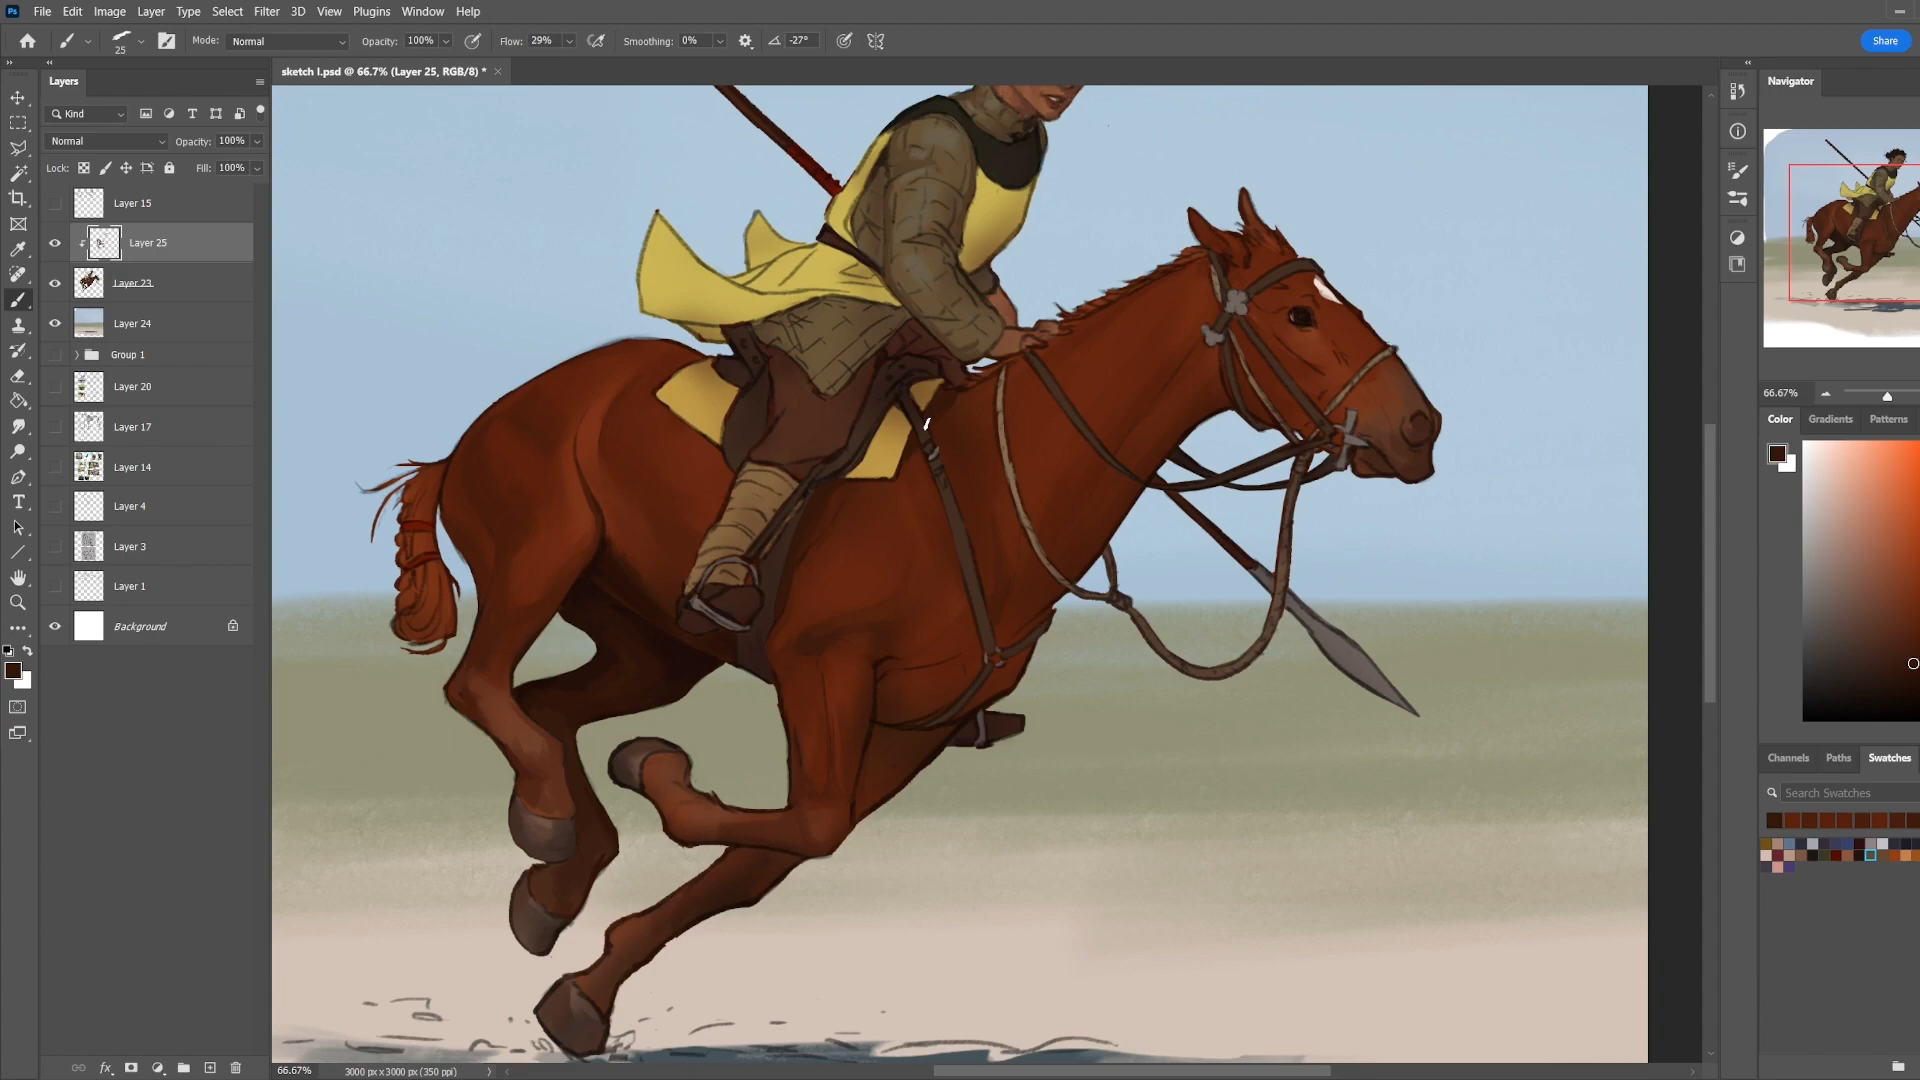 Ps File Edit Image Layer Type Select Filter 3D View Plugins Window Help
25 Mode: Normal Opacity: 100% Flow: 29% Smoothing: 0% -27° Share
sketch l.psd @ 66.7% (Layer 25, RGB/8) *
Layers
Kind
Normal Opacity: 100%
Lock: Fill: 100%
Layer 15
Layer 25
Layer 23
Layer 24
Group 1
Layer 20
Layer 17
Layer 14
Layer 4
Layer 3
Layer 1
Background
66.67% 3000 px x 3000 px (350 ppi)
Navigator
66.67%
Color Gradients Patterns
Channels Paths Swatches
Search Swatches